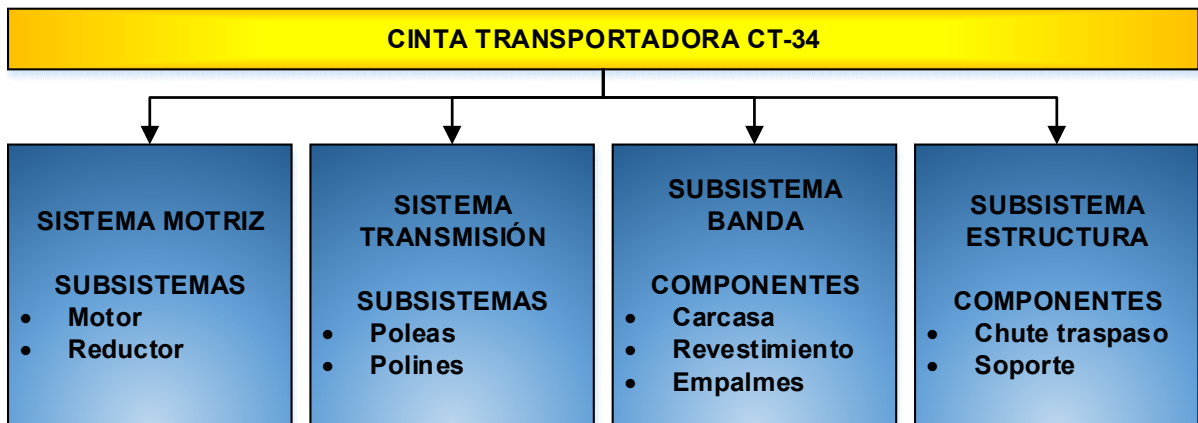 CINTA TRANSPORTADORA CT-34
SISTEMA MOTRIZ
SUBSISTEMAS
• Motor
• Reductor
SISTEMA
TRANSMISIÓN
SUBSISTEMAS
• Poleas
• Polines
SUBSISTEMA
BANDA
COMPONENTES
• Carcasa
• Revestimiento
• Empalmes
SUBSISTEMA
ESTRUCTURA
COMPONENTES
• Chute traspaso
• Soporte